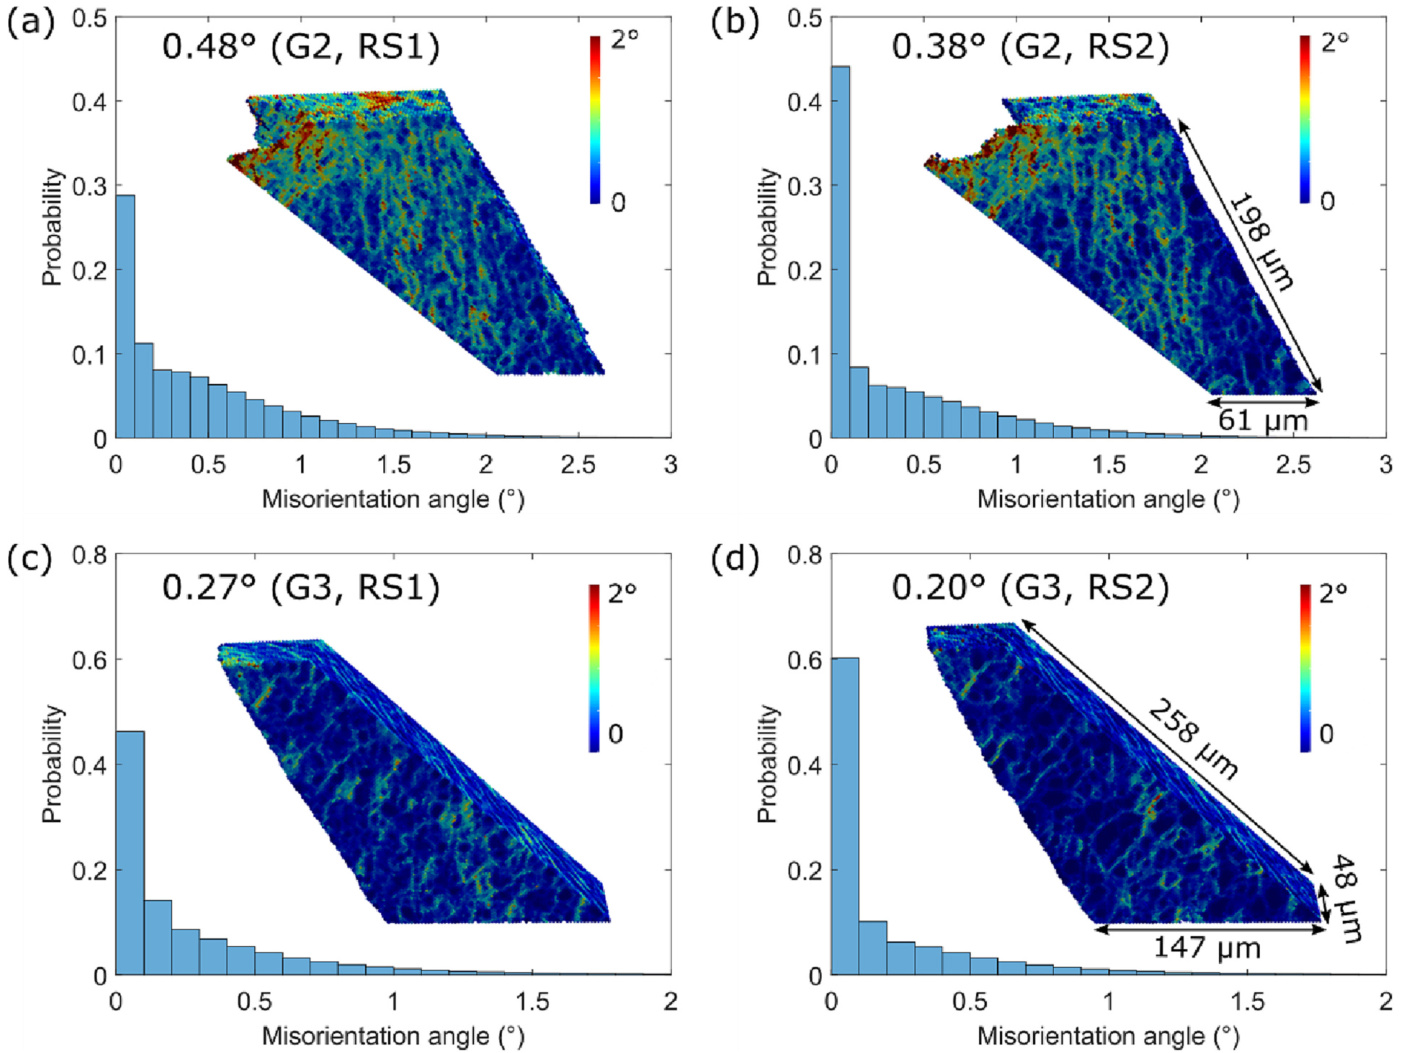 (a)
0.5
0.4
0.3
0.2
0.1
0
Probability
0.48° (G2, RS1)
2°
0
0 0.5 1 1.5 2 2.5 3
Misorientation angle (°)
(b)
0.5
0.4
0.3
0.2
0.1
0
Probability
0.38° (G2, RS2)
2°
0
198 µm
61 µm
0 0.5 1 1.5 2 2.5 3
Misorientation angle (°)
(c)
0.8
0.6
0.4
0.2
0
Probability
0.27° (G3, RS1)
2°
0
0 0.5 1 1.5 2
Misorientation angle (°)
(d)
0.8
0.6
0.4
0.2
0
Probability
0.20° (G3, RS2)
2°
0
258 µm
48 µm
147 µm
0 0.5 1 1.5 2
Misorientation angle (°)